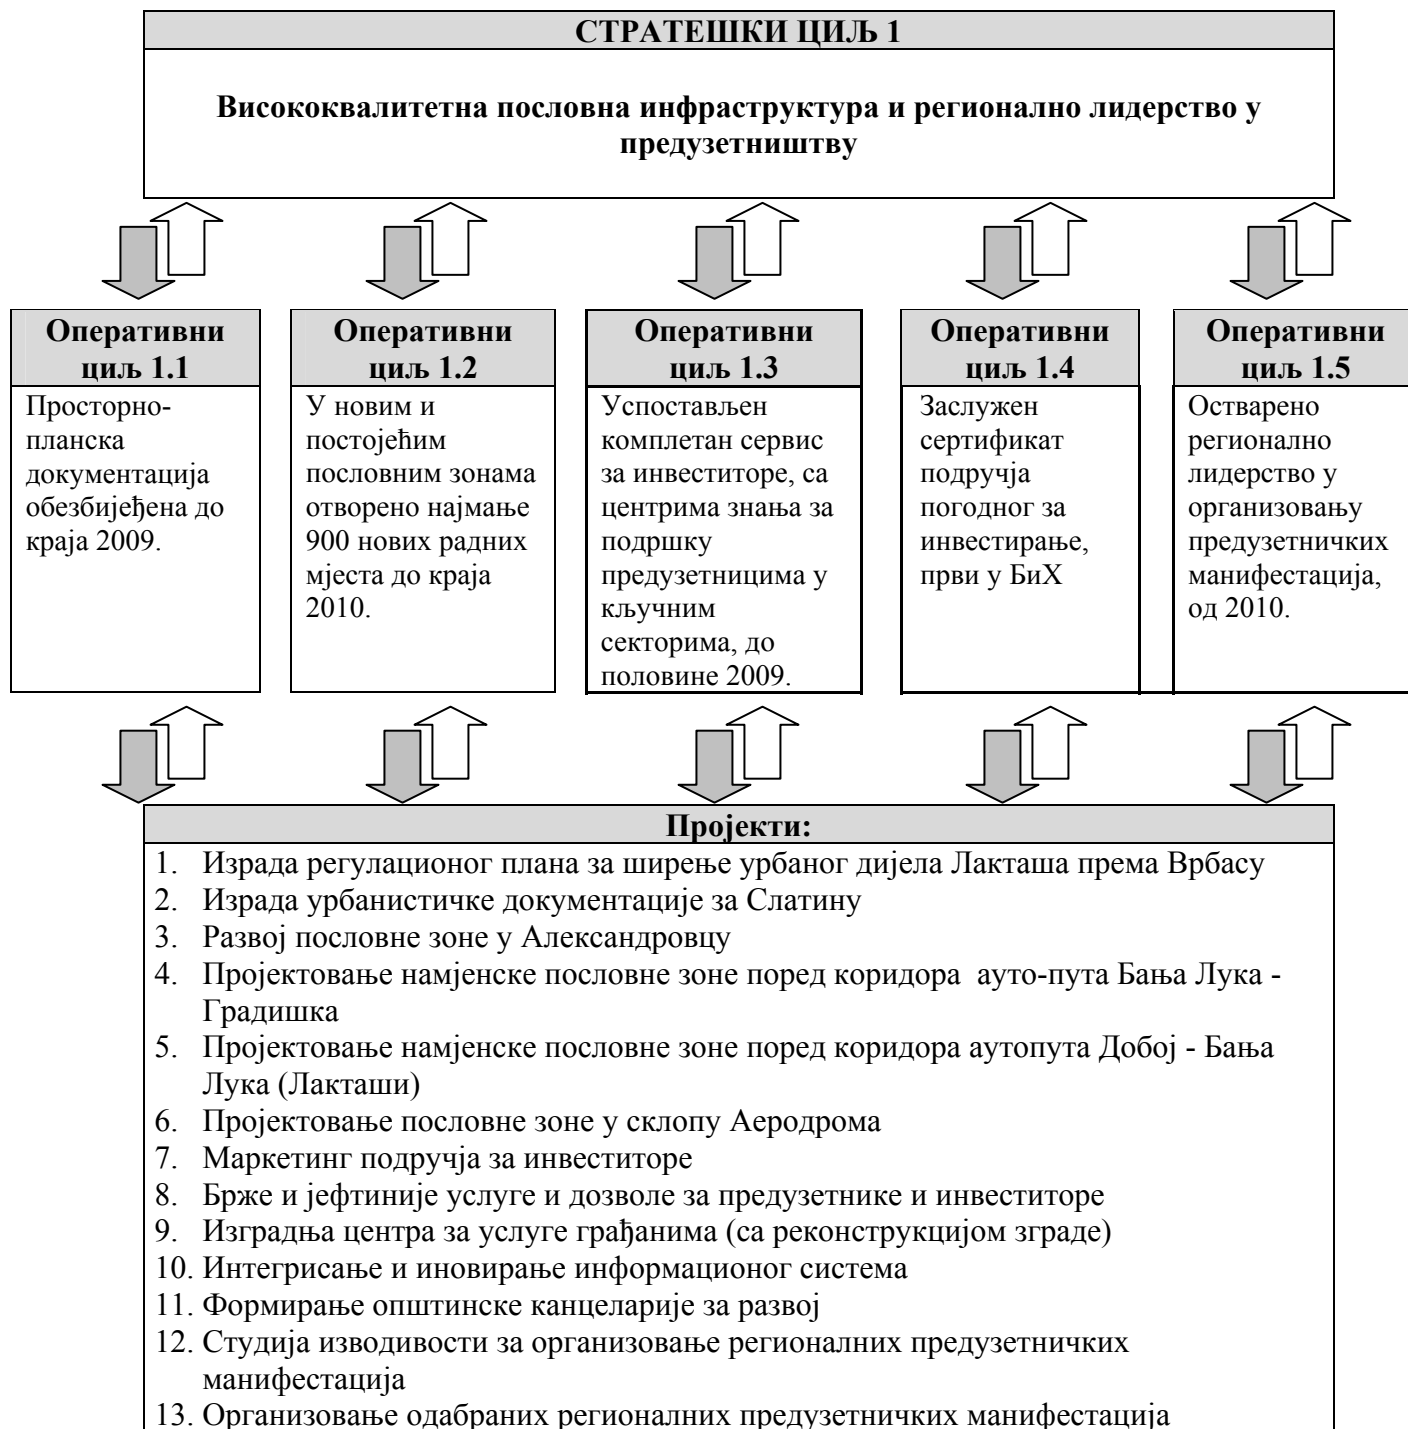 СТРАТЕШКИ ЦИЉ 1
Висококвалитетна пословна инфраструктура и регионално лидерство у
предузетништву
Оперативни
циљ 1.1
Просторно-
планска
документација
обезбијеђена до
краја 2009.
Оперативни
циљ 1.2
У новим и
постојећим
пословним зонама
отворено најмање
900 нових радних
мјеста до краја
2010.
Оперативни
циљ 1.3
Успостављен
комплетан сервис
за инвеститоре, са
центрима знања за
подршку
предузетницима у
кључним
секторима, до
половине 2009.
Оперативни
циљ 1.4
Заслужен
сертификат
подручја
погодног за
инвестирање,
први у БиХ
Оперативни
циљ 1.5
Остварено
регионално
лидерство у
организовању
предузетничких
манифестација,
од 2010.
Пројекти:
1. Израда регулационог плана за ширење урбаног дијела Лакташа према Врбасу
2. Израда урбанистичке документације за Слатину
3. Развој пословне зоне у Александровцу
4. Пројектовање намјенске пословне зоне поред коридора ауто-пута Бања Лука -
Градишка
5. Пројектовање намјенске пословне зоне поред коридора аутопута Добој - Бања
Лука (Лакташи)
6. Пројектовање пословне зоне у склопу Аеродрома
7. Маркетинг подручја за инвеститоре
8. Брже и јефтиније услуге и дозволе за предузетнике и инвеститоре
9. Изградња центра за услуге грађанима (са реконструкцијом зграде)
10. Интегрисање и иновирање информационог система
11. Формирање општинске канцеларије за развој
12. Студија изводивости за организовање регионалних предузетничких
манифестација
13. Организовање одабраних регионалних предузетничких манифестација